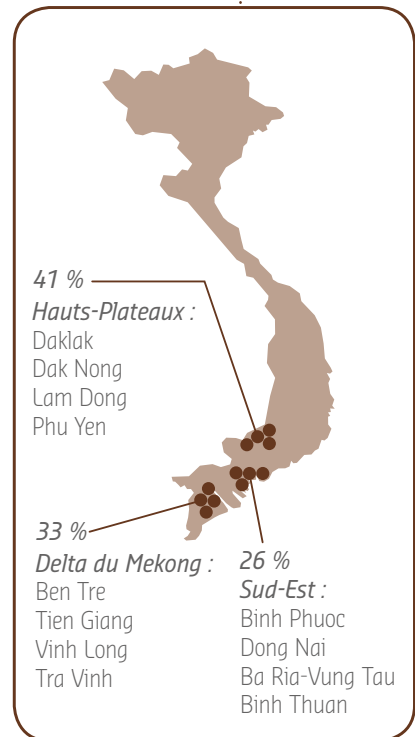 41 %
Hauts-Plateaux :
Daklak
Dak Nong
Lam Dong
Phu Yen
33 %
Delta du Mekong :
Ben Tre
Tien Giang
Vinh Long
Tra Vinh
26 %
Sud-Est :
Binh Phuoc
Dong Nai
Ba Ria-Vung Tau
Binh Thuan